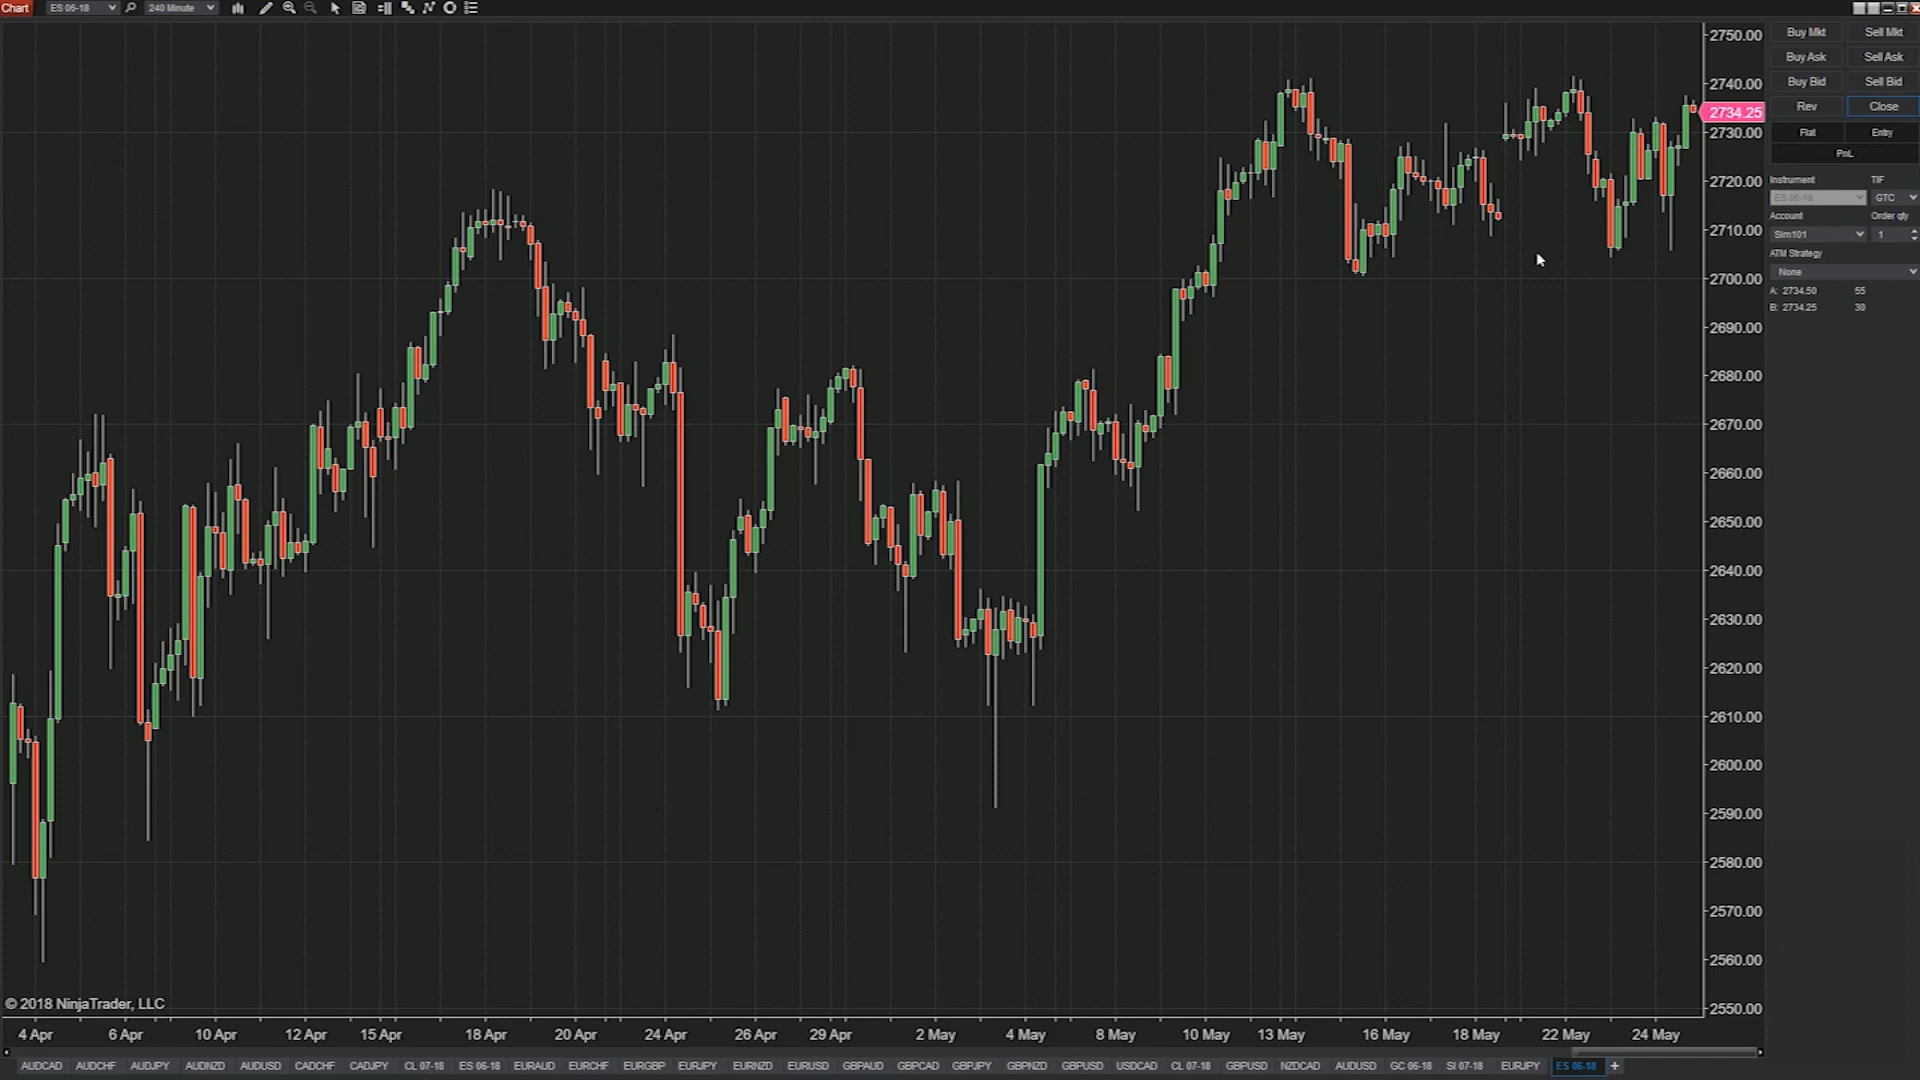 Chart ES 06-18 240 Minute
2750.00
2740.00
2734.25
2730.00
2720.00
2710.00
2700.00
2690.00
2680.00
2670.00
2660.00
2650.00
2640.00
2630.00
2620.00
2610.00
2600.00
2590.00
2580.00
2570.00
2560.00
2550.00
Buy Mkt Sell Mkt
Buy Ask Sell Ask
Buy Bid Sell Bid
Rev Close
Flat Entry
PnL
Instrument TIF
ES 06-18 GTC
Account Order qty
Sim101 1
ATM Strategy
None
A: 2734.50 55
B: 2734.25 30
© 2018 NinjaTrader, LLC
4 Apr 6 Apr 10 Apr 12 Apr 15 Apr 18 Apr 20 Apr 24 Apr 26 Apr 29 Apr 2 May 4 May 8 May 10 May 13 May 16 May 18 May 22 May 24 May
AUDCAD AUDCHF AUDJPY AUDNZD AUDUSD CADCHF CADJPY CL 07-18 ES 06-18 EURAUD EURCHF EURGBP EURJPY EURNZD EURUSD GBPAUD GBPCAD GBPJPY GBPNZD GBPUSD USDCAD CL 07-18 GBPUSD NZDCAD AUDUSD GC 06-18 SI 07-18 EURJPY ES 06-18 +